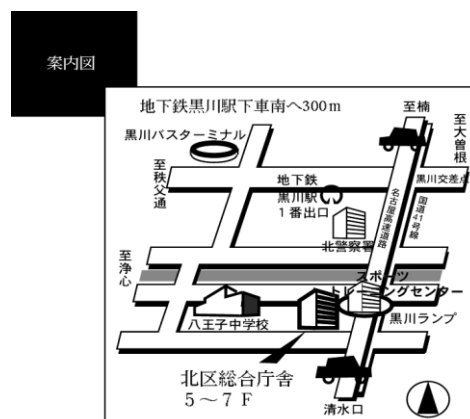 案内図
地下鉄黒川駅下車南へ300m
至楠
至大曽根
黒川バスターミナル
至秩父通
地下鉄
黒川駅
1番出口
黒川交差点
名古屋高速道路
国道41号線
北警察署
至浄心
スポーツ
トレーニングセンター
八王子中学校
黒川ランプ
北区総合庁舎
5～7F
清水口